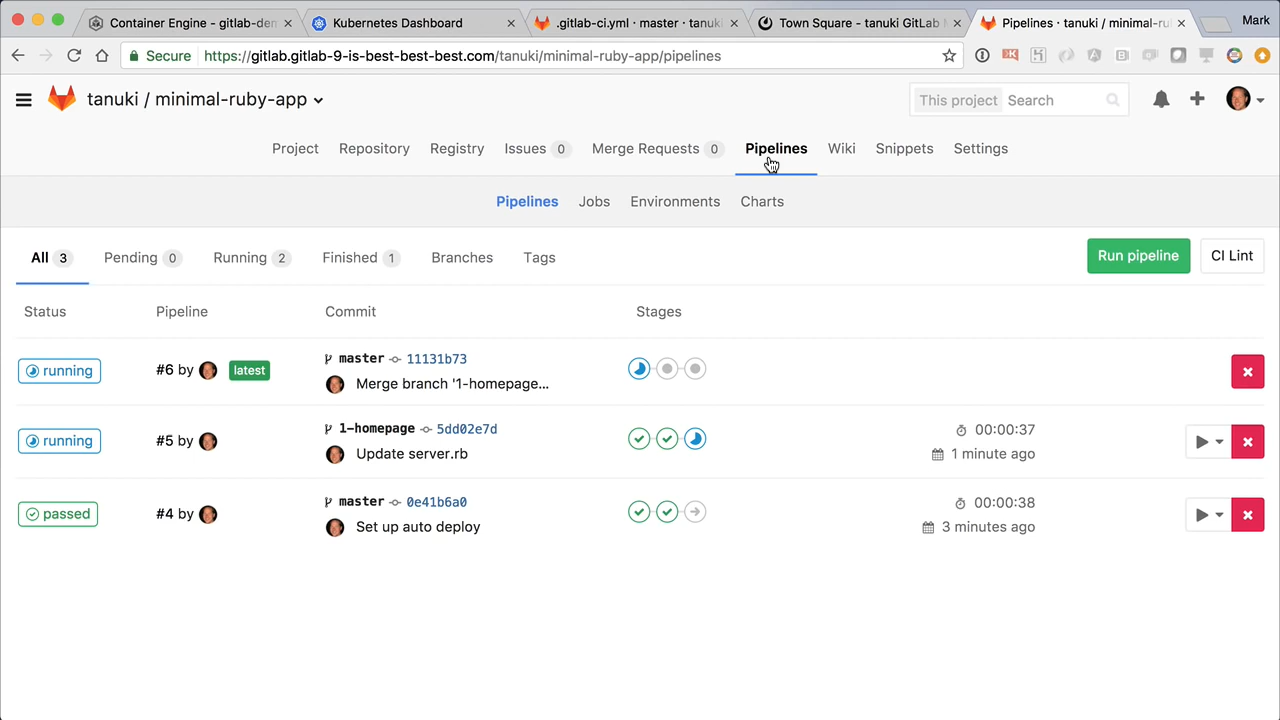 Container Engine - gitlab-den
Kubernetes Dashboard
.gitlab-ci.yml · master · tanuki
Town Square - tanuki GitLab M
Pipelines · tanuki / minimal-ru
Mark
Secure
https://gitlab.gitlab-9-is-best-best-best.com/tanuki/minimal-ruby-app/pipelines
tanuki / minimal-ruby-app
This project Search
Project Repository Registry Issues 0 Merge Requests 0 Pipelines Wiki Snippets Settings
Pipelines Jobs Environments Charts
All 3 Pending 0 Running 2 Finished 1 Branches Tags
Run pipeline CI Lint
Status Pipeline Commit Stages
running #6 by latest master 11131b73
Merge branch '1-homepage...
running #5 by 1-homepage 5dd02e7d 00:00:37
Update server.rb 1 minute ago
passed #4 by master 0e41b6a0 00:00:38
Set up auto deploy 3 minutes ago